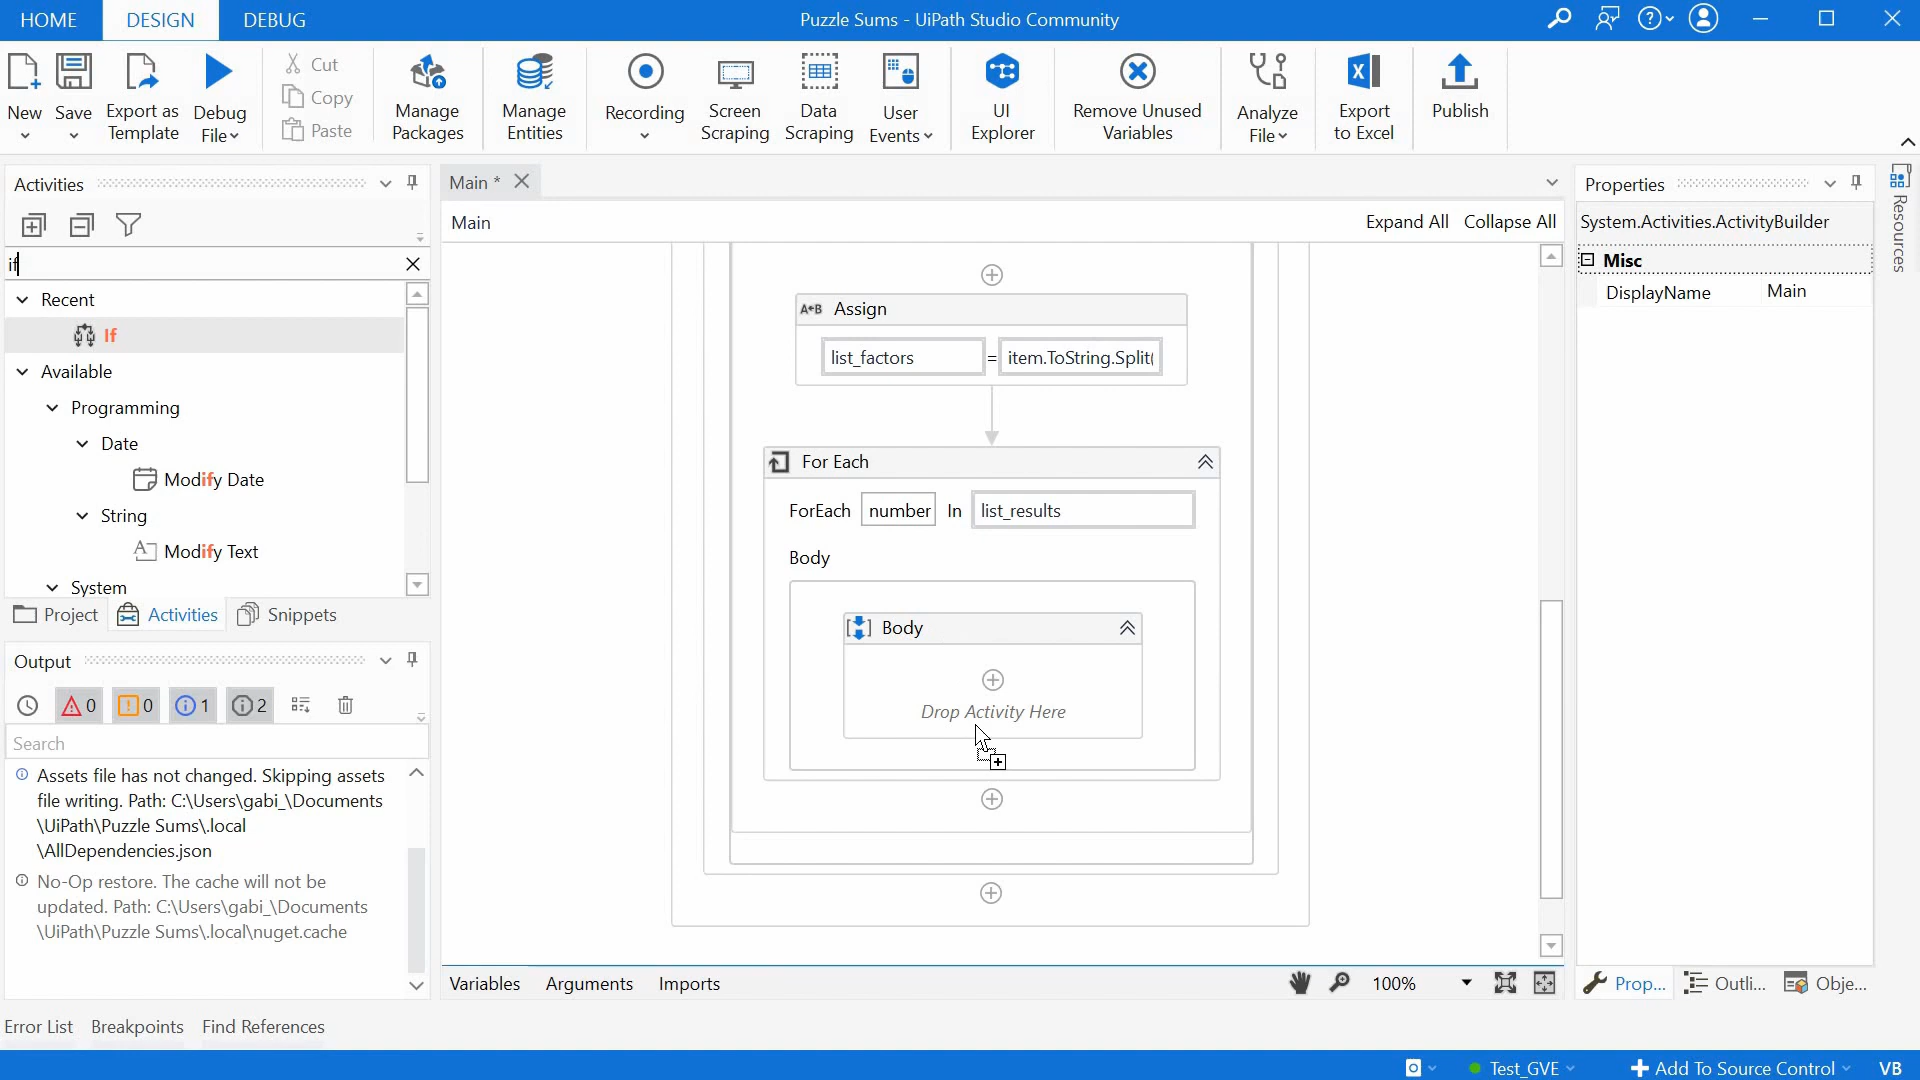 HOME DESIGN DEBUG Puzzle Sums - UiPath Studio Community
New Save Export as Template Debug File Cut Copy Paste Manage Packages Manage Entities Recording Screen Scraping Data Scraping User Events UI Explorer Remove Unused Variables Analyze File Export to Excel Publish
Activities
if
Recent
If
Available
Programming
Date
Modify Date
String
Modify Text
System
Project Activities Snippets
Output
0 0 1 2
Search
Assets file has not changed. Skipping assets
file writing. Path: C:\Users\gabi_\Documents
\UiPath\Puzzle Sums\.local
\AllDependencies.json
No-Op restore. The cache will not be
updated. Path: C:\Users\gabi_\Documents
\UiPath\Puzzle Sums\.local\nuget.cache
Main *
Main Expand All Collapse All
A+B Assign
list_factors = item.ToString.Split(
For Each
ForEach number In list_results
Body
Body
Drop Activity Here
Variables Arguments Imports 100%
Properties
System.Activities.ActivityBuilder
Misc
DisplayName Main
Prop... Outli... Obje...
Resources
Error List Breakpoints Find References
Test_GVE Add To Source Control VB